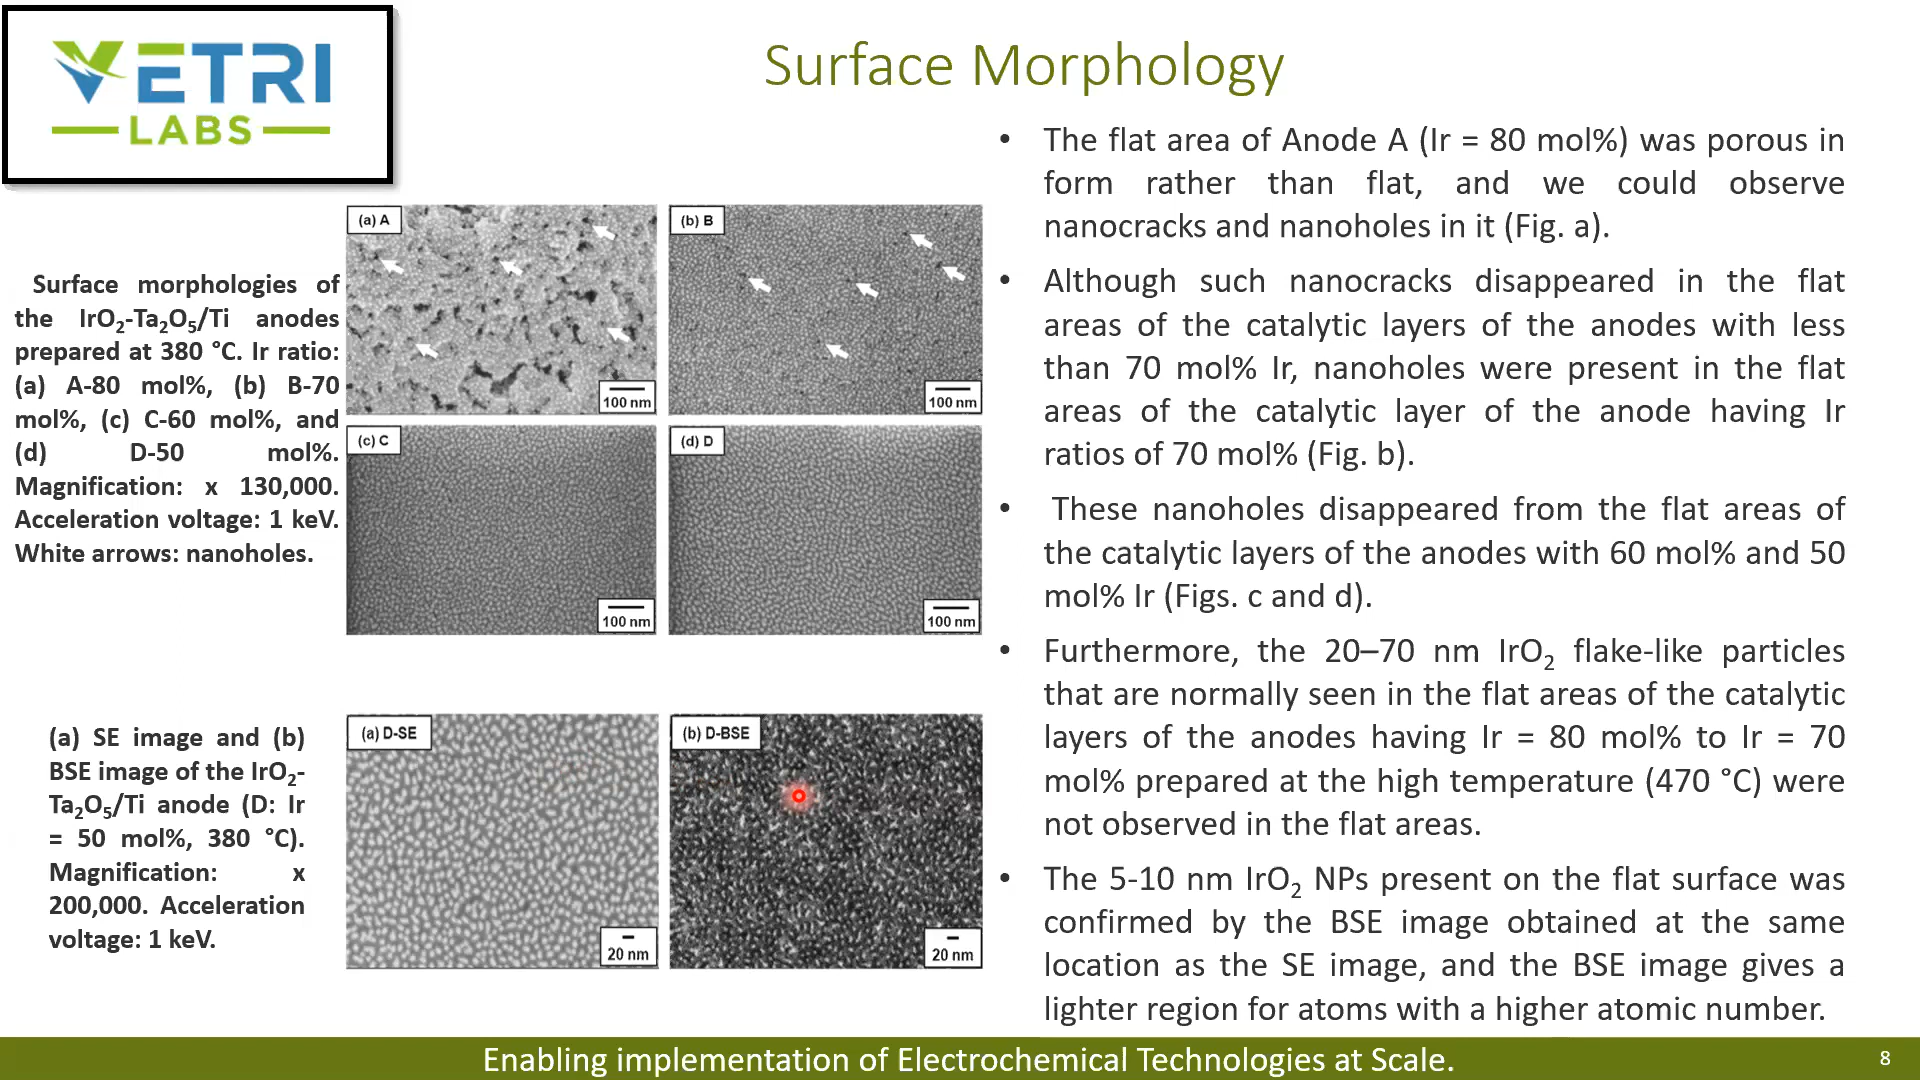 VETRI
LABS
Surface Morphology
Surface morphologies of
the IrO2-Ta2O5/Ti anodes
prepared at 380 °C. Ir ratio:
(a) A-80 mol%, (b) B-70
mol%, (c) C-60 mol%, and
(d) D-50 mol%.
Magnification: x 130,000.
Acceleration voltage: 1 keV.
White arrows: nanoholes.
(a) A
100 nm
(b) B
100 nm
(c) C
100 nm
(d) D
100 nm
(a) SE image and (b)
BSE image of the IrO2-
Ta2O5/Ti anode (D: Ir
= 50 mol%, 380 °C).
Magnification: x
200,000. Acceleration
voltage: 1 keV.
(a) D-SE
20 nm
(b) D-BSE
20 nm
• The flat area of Anode A (Ir = 80 mol%) was porous in
form rather than flat, and we could observe
nanocracks and nanoholes in it (Fig. a).
• Although such nanocracks disappeared in the flat
areas of the catalytic layers of the anodes with less
than 70 mol% Ir, nanoholes were present in the flat
areas of the catalytic layer of the anode having Ir
ratios of 70 mol% (Fig. b).
• These nanoholes disappeared from the flat areas of
the catalytic layers of the anodes with 60 mol% and 50
mol% Ir (Figs. c and d).
• Furthermore, the 20–70 nm IrO2 flake-like particles
that are normally seen in the flat areas of the catalytic
layers of the anodes having Ir = 80 mol% to Ir = 70
mol% prepared at the high temperature (470 °C) were
not observed in the flat areas.
• The 5-10 nm IrO2 NPs present on the flat surface was
confirmed by the BSE image obtained at the same
location as the SE image, and the BSE image gives a
lighter region for atoms with a higher atomic number.
Enabling implementation of Electrochemical Technologies at Scale.
8